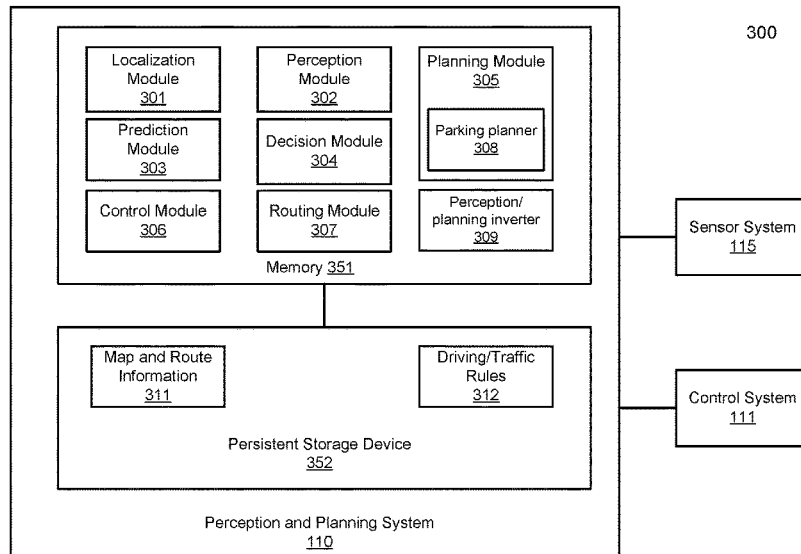 300
Localization
Module
301
Perception
Module
302
Planning Module
305
Parking planner
308
Prediction
Module
303
Decision Module
304
Control Module
306
Routing Module
307
Perception/
planning inverter
309
Memory 351
Sensor System
115
Map and Route
Information
311
Driving/Traffic
Rules
312
Control System
111
Persistent Storage Device
352
Perception and Planning System
110